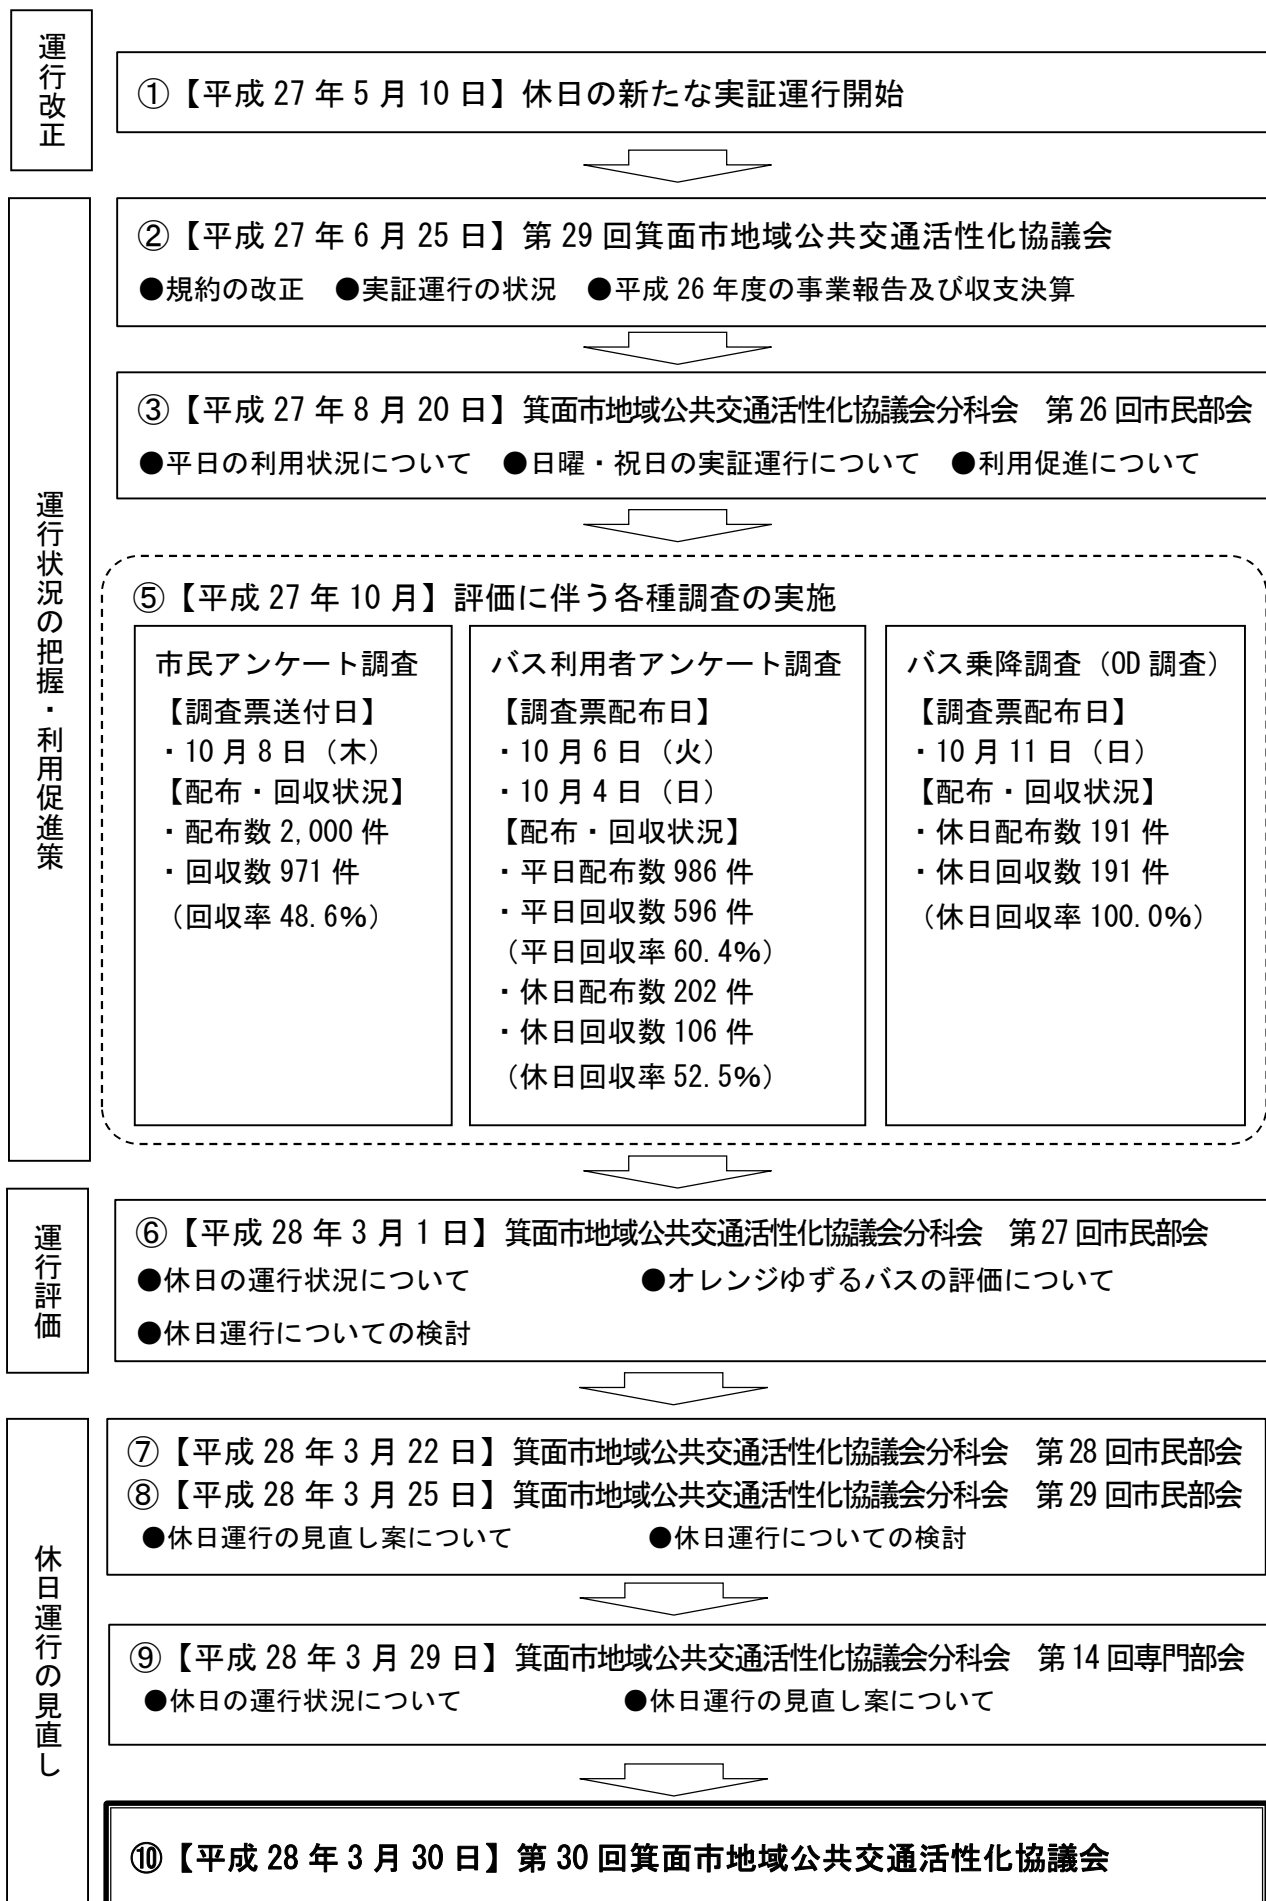 運行改正
①【平成 27 年 5 月 10 日】休日の新たな実証運行開始
運行状況の把握・利用促進策
②【平成 27 年 6 月 25 日】第 29 回箕面市地域公共交通活性化協議会
●規約の改正　●実証運行の状況　●平成 26 年度の事業報告及び収支決算
③【平成 27 年 8 月 20 日】箕面市地域公共交通活性化協議会分科会　第 26 回市民部会
●平日の利用状況について　●日曜・祝日の実証運行について　●利用促進について
⑤【平成 27 年 10 月】評価に伴う各種調査の実施
市民アンケート調査
【調査票送付日】
・10 月 8 日（木）
【配布・回収状況】
・配布数 2,000 件
・回収数 971 件
（回収率 48.6%）
バス利用者アンケート調査
【調査票配布日】
・10 月 6 日（火）
・10 月 4 日（日）
【配布・回収状況】
・平日配布数 986 件
・平日回収数 596 件
（平日回収率 60.4%）
・休日配布数 202 件
・休日回収数 106 件
（休日回収率 52.5%）
バス乗降調査（OD 調査）
【調査票配布日】
・10 月 11 日（日）
【配布・回収状況】
・休日配布数 191 件
・休日回収数 191 件
（休日回収率 100.0%）
運行評価
⑥【平成 28 年 3 月 1 日】箕面市地域公共交通活性化協議会分科会　第 27 回市民部会
●休日の運行状況について　●オレンジゆずるバスの評価について
●休日運行についての検討
休日運行の見直し
⑦【平成 28 年 3 月 22 日】箕面市地域公共交通活性化協議会分科会　第 28 回市民部会
⑧【平成 28 年 3 月 25 日】箕面市地域公共交通活性化協議会分科会　第 29 回市民部会
●休日運行の見直し案について　●休日運行についての検討
⑨【平成 28 年 3 月 29 日】箕面市地域公共交通活性化協議会分科会　第 14 回専門部会
●休日の運行状況について　●休日運行の見直し案について
⑩【平成 28 年 3 月 30 日】第 30 回箕面市地域公共交通活性化協議会